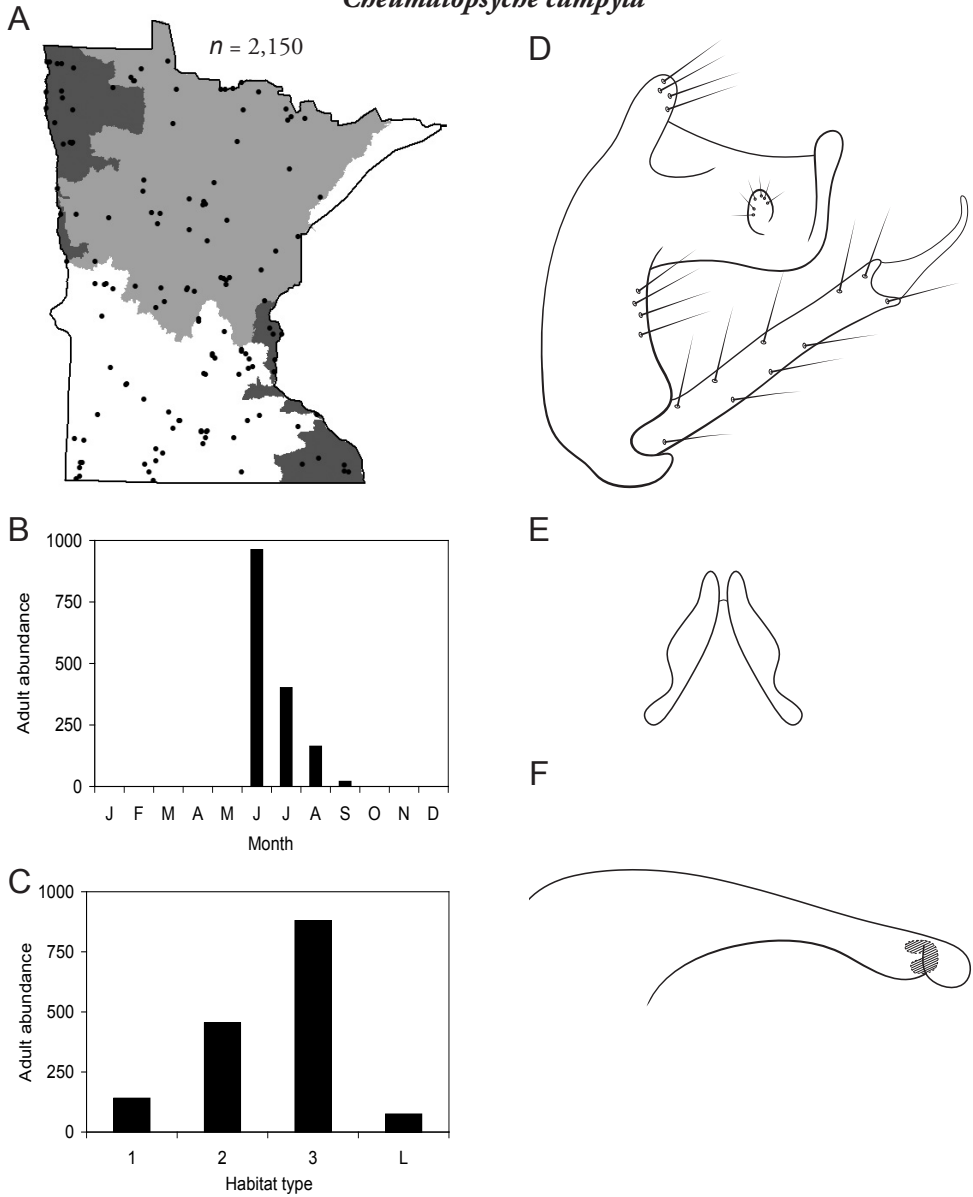 Cheumatopsyche campyla
A
n = 2,150
B
Adult abundance
1000
750
500
250
0
J F M A M J J A S O N D
Month
C
Adult abundance
1000
750
500
250
0
1 2 3 L
Habitat type
D
E
F